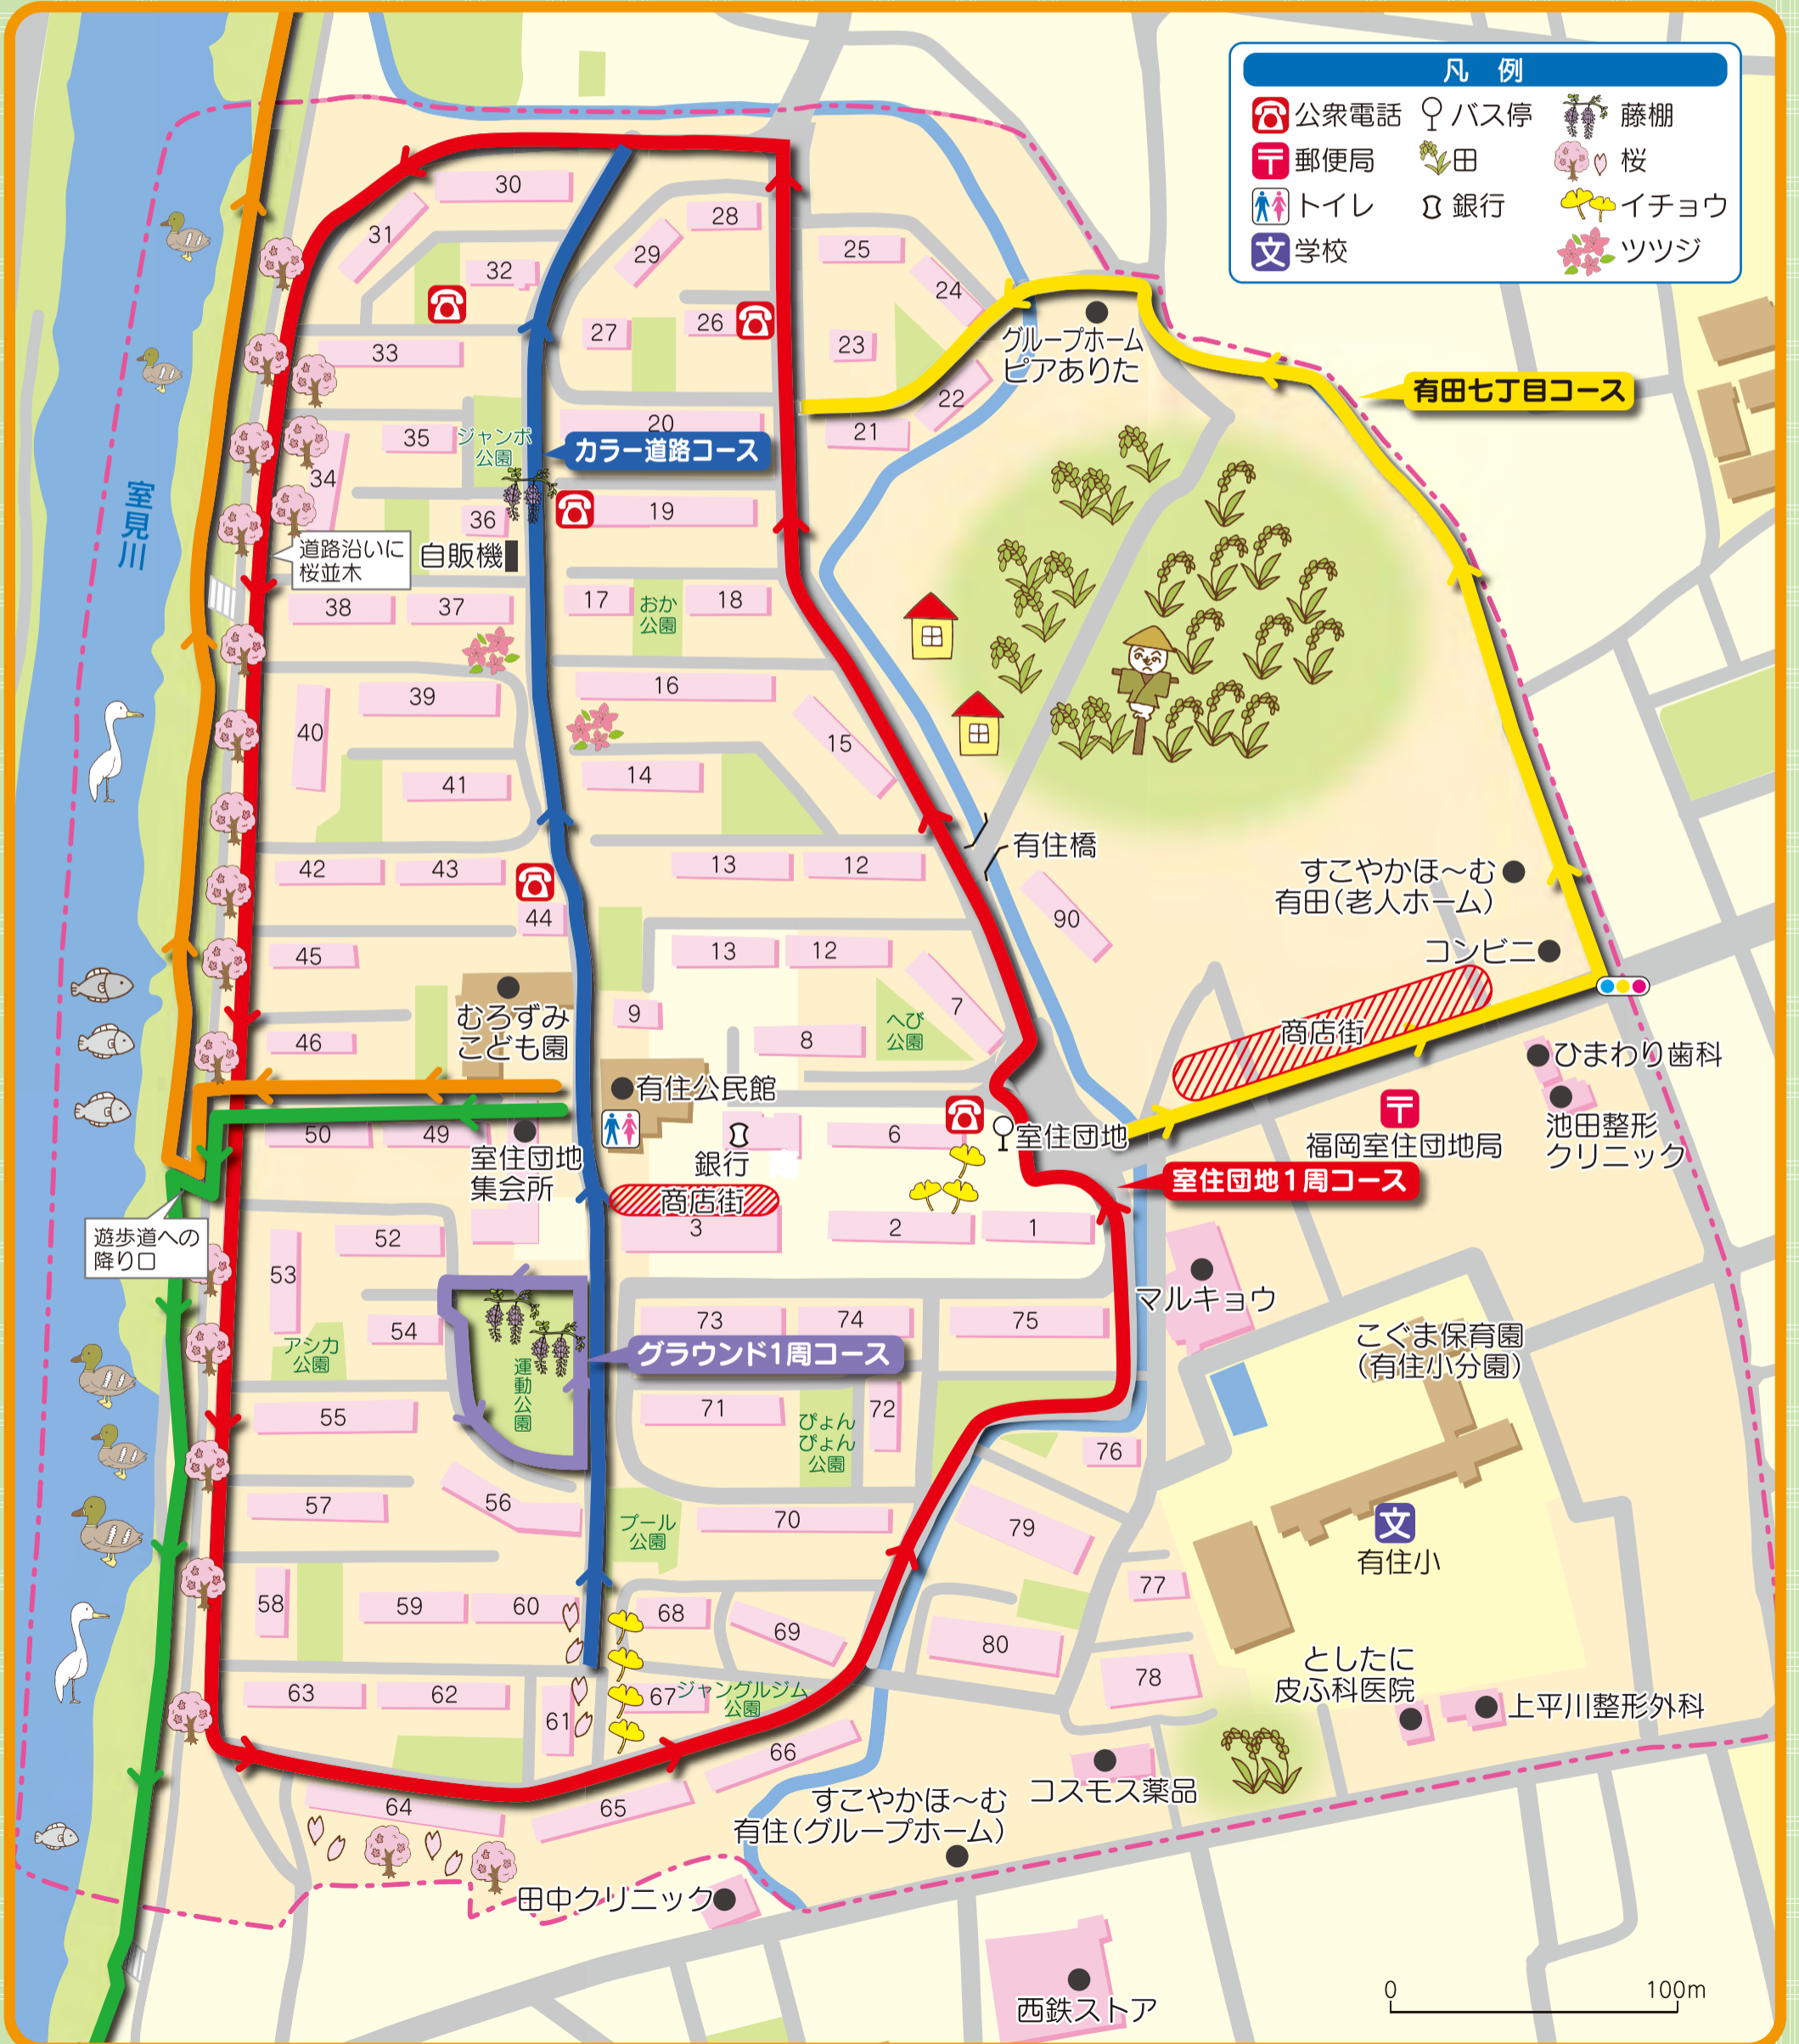 凡 例
公衆電話
バス停
藤棚
郵便局
田
桜
トイレ
銀行
イチョウ
文
学校
ツツジ
30
31
28
29
25
32
24
27
26
23
33
グループホーム
ピアありた
有田七丁目コース
22
20
21
35
ジャンボ
公園
カラー道路コース
34
室見川
36
19
道路沿いに
桜並木
自販機
38
37
17
おか
公園
18
39
16
40
15
41
14
有住橋
42
43
13
12
すこやかほ～む
有田(老人ホーム)
44
90
45
13
12
コンビニ
むろずみ
こども園
9
7
46
8
へび
公園
商店街
ひまわり歯科
有住公民館
池田整形
クリニック
福岡室住団地局
50
49
6
室住団地
室住団地
集会所
銀行
室住団地1周コース
商店街
遊歩道への
降り口
52
3
2
1
53
マルキョウ
73
74
75
54
アシカ
公園
グラウンド1周コース
こぐま保育園
(有住小分園)
運動公園
55
71
ぴょん
ぴょん
公園
72
76
57
56
プール
公園
70
79
文
有住小
58
59
60
68
69
77
80
としたに
皮ふ科医院
78
63
62
61
67
ジャングルジム
公園
上平川整形外科
66
コスモス薬品
64
65
すこやかほ～む
有住(グループホーム)
田中クリニック
西鉄ストア
0
100m